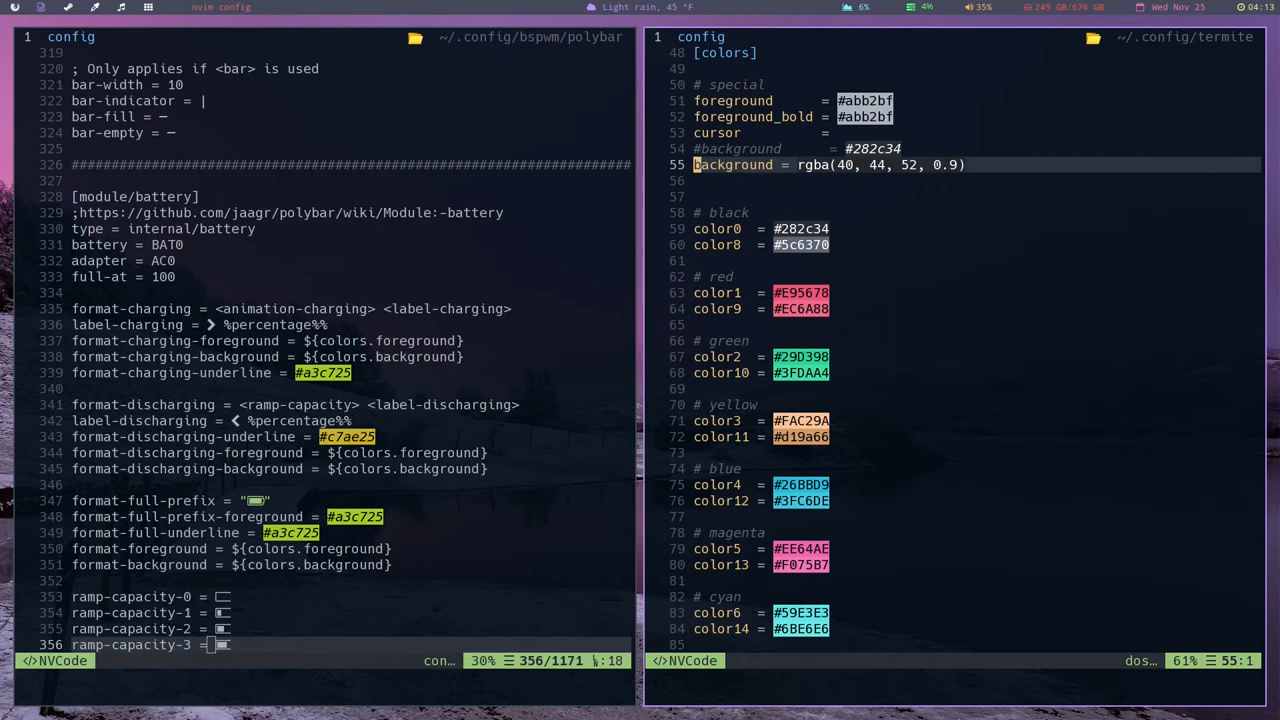 nvim config
Light rain, 45 °F
6%
4%
35%
249 GB/676 GB
Wed Nov 25
04:13
1 config ~/.config/bspwm/polybar
319
320 ; Only applies if <bar> is used
321 bar-width = 10
322 bar-indicator = |
323 bar-fill = ─
324 bar-empty = ─
325
326 ######################################################################
327
328 [module/battery]
329 ;https://github.com/jaagr/polybar/wiki/Module:-battery
330 type = internal/battery
331 battery = BAT0
332 adapter = AC0
333 full-at = 100
334
335 format-charging = <animation-charging> <label-charging>
336 label-charging = ❯ %percentage%%
337 format-charging-foreground = ${colors.foreground}
338 format-charging-background = ${colors.background}
339 format-charging-underline = #a3c725
340
341 format-discharging = <ramp-capacity> <label-discharging>
342 label-discharging = ❮ %percentage%%
343 format-discharging-underline = #c7ae25
344 format-discharging-foreground = ${colors.foreground}
345 format-discharging-background = ${colors.background}
346
347 format-full-prefix = " "
348 format-full-prefix-foreground = #a3c725
349 format-full-underline = #a3c725
350 format-foreground = ${colors.foreground}
351 format-background = ${colors.background}
352
353 ramp-capacity-0 =
354 ramp-capacity-1 =
355 ramp-capacity-2 =
356 ramp-capacity-3 =
</>NVCode con… 30% ☰ 356/1171 :18
1 config ~/.config/termite
48 [colors]
49
50 # special
51 foreground = #abb2bf
52 foreground_bold = #abb2bf
53 cursor =
54 #background = #282c34
55 background = rgba(40, 44, 52, 0.9)
56
57
58 # black
59 color0 = #282c34
60 color8 = #5c6370
61
62 # red
63 color1 = #E95678
64 color9 = #EC6A88
65
66 # green
67 color2 = #29D398
68 color10 = #3FDAA4
69
70 # yellow
71 color3 = #FAC29A
72 color11 = #d19a66
73
74 # blue
75 color4 = #26BBD9
76 color12 = #3FC6DE
77
78 # magenta
79 color5 = #EE64AE
80 color13 = #F075B7
81
82 # cyan
83 color6 = #59E3E3
84 color14 = #6BE6E6
85
</>NVCode dos… 61% ☰ 55:1